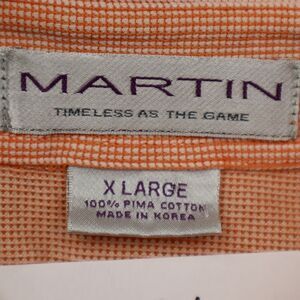 MARTIN
TIMELESS AS THE GAME
X LARGE
100% PIMA COTTON
MADE IN KOREA